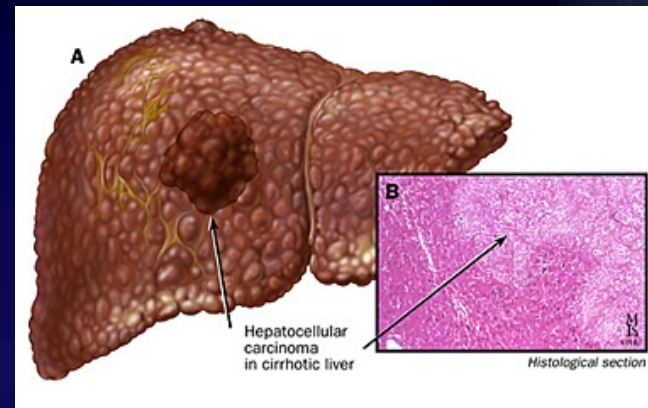 A
B
Hepatocellular
carcinoma
in cirrhotic liver
Histological section